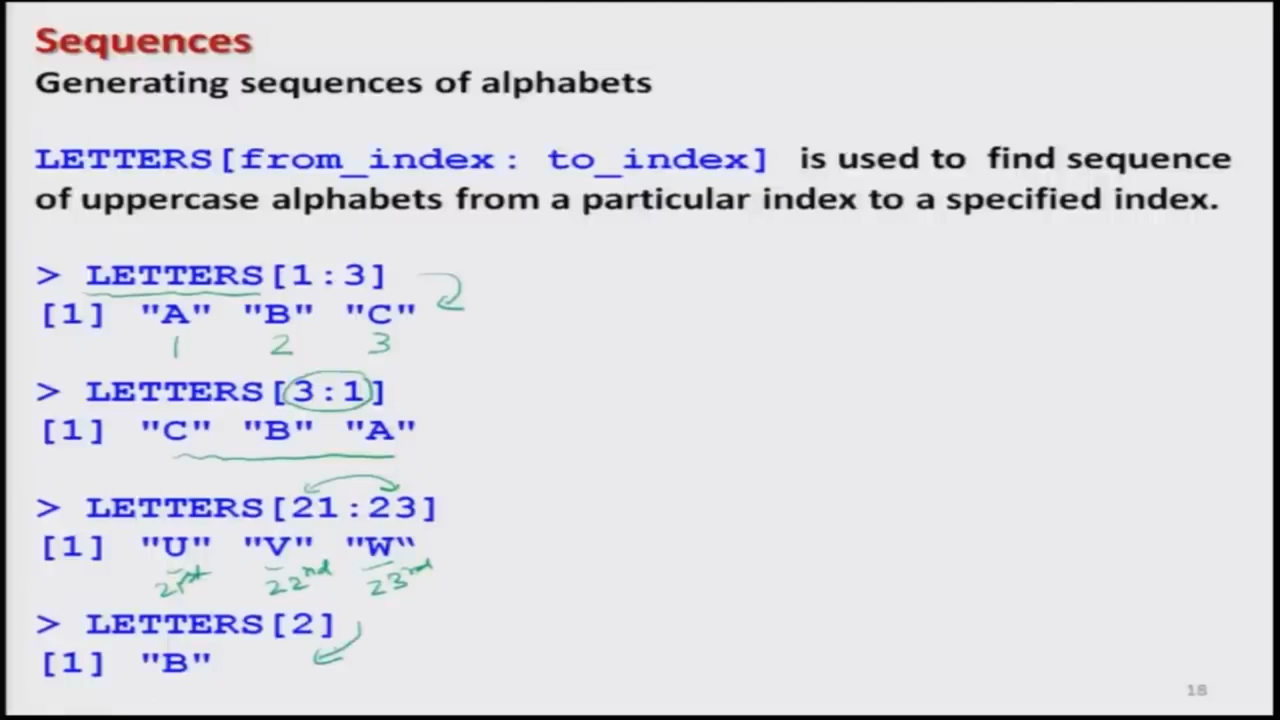 Sequences
Generating sequences of alphabets
LETTERS[from_index: to_index] is used to find sequence
of uppercase alphabets from a particular index to a specified index.
> LETTERS[1:3]
[1] "A" "B" "C"
1 2 3
> LETTERS[3:1]
[1] "C" "B" "A"
> LETTERS[21:23]
[1] "U" "V" "W“
21st 22nd 23rd
> LETTERS[2]
[1] "B"
18